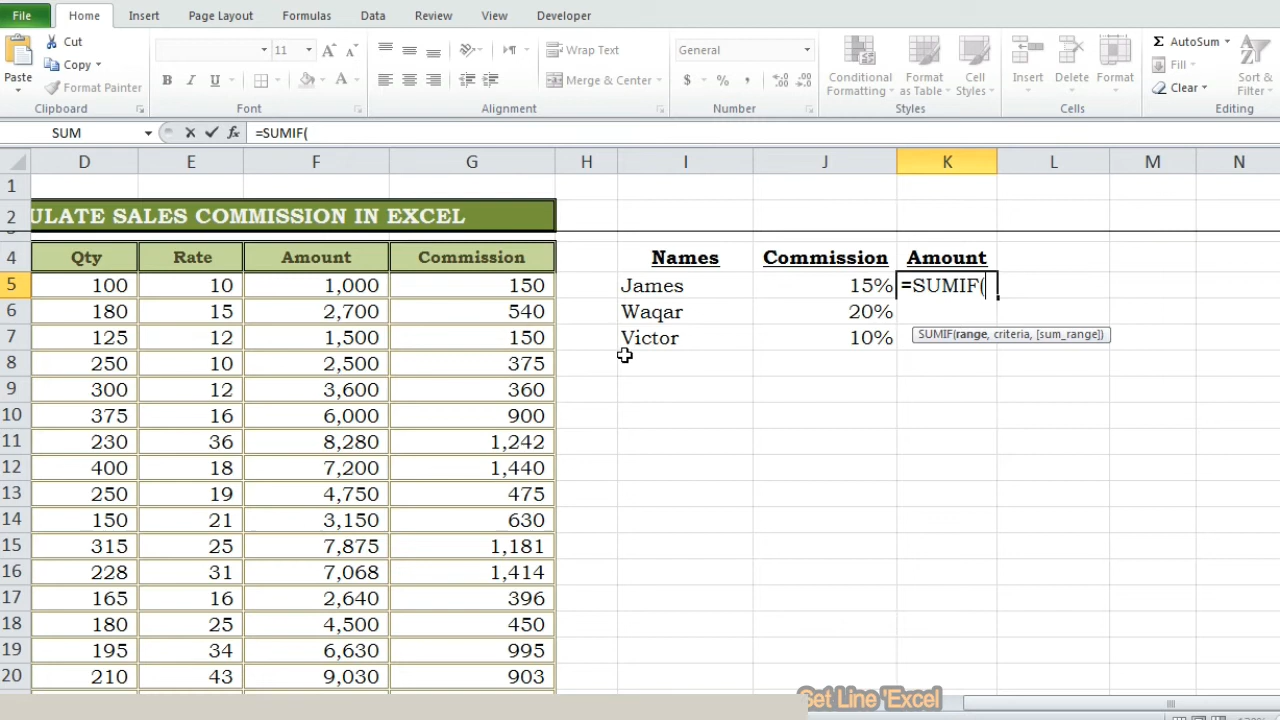 File Home Insert Page Layout Formulas Data Review View Developer
Paste Cut Copy Format Painter 11 Wrap Text Merge & Center General $ % , Conditional Formatting Format as Table Cell Styles Insert Delete Format Σ AutoSum Fill Clear Sort & Filter
Clipboard Font Alignment Number Styles Cells Editing
SUM fx =SUMIF(
D E F G H I J K L M N
1
2 ULATE SALES COMMISSION IN EXCEL
4 Qty Rate Amount Commission Names Commission Amount
5 100 10 1,000 150 James 15% =SUMIF(
6 180 15 2,700 540 Waqar 20%
SUMIF(range, criteria, [sum_range])
7 125 12 1,500 150 Victor 10%
8 250 10 2,500 375
9 300 12 3,600 360
10 375 16 6,000 900
11 230 36 8,280 1,242
12 400 18 7,200 1,440
13 250 19 4,750 475
14 150 21 3,150 630
15 315 25 7,875 1,181
16 228 31 7,068 1,414
17 165 16 2,640 396
18 180 25 4,500 450
19 195 34 6,630 995
20 210 43 9,030 903
Get Line 'Excel